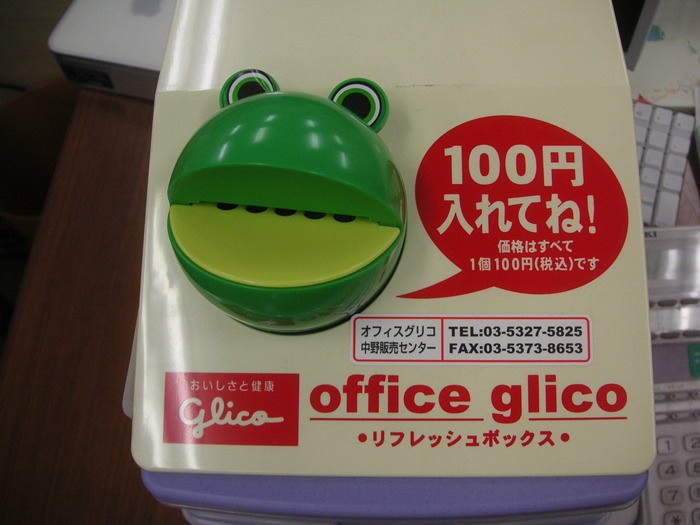 100円
入れてね!
価格はすべて
1個100円(税込)です
オフィスグリコ
中野販売センター
TEL:03-5327-5825
FAX:03-5373-8653
おいしさと健康
Glico
office glico
•リフレッシュボックス•